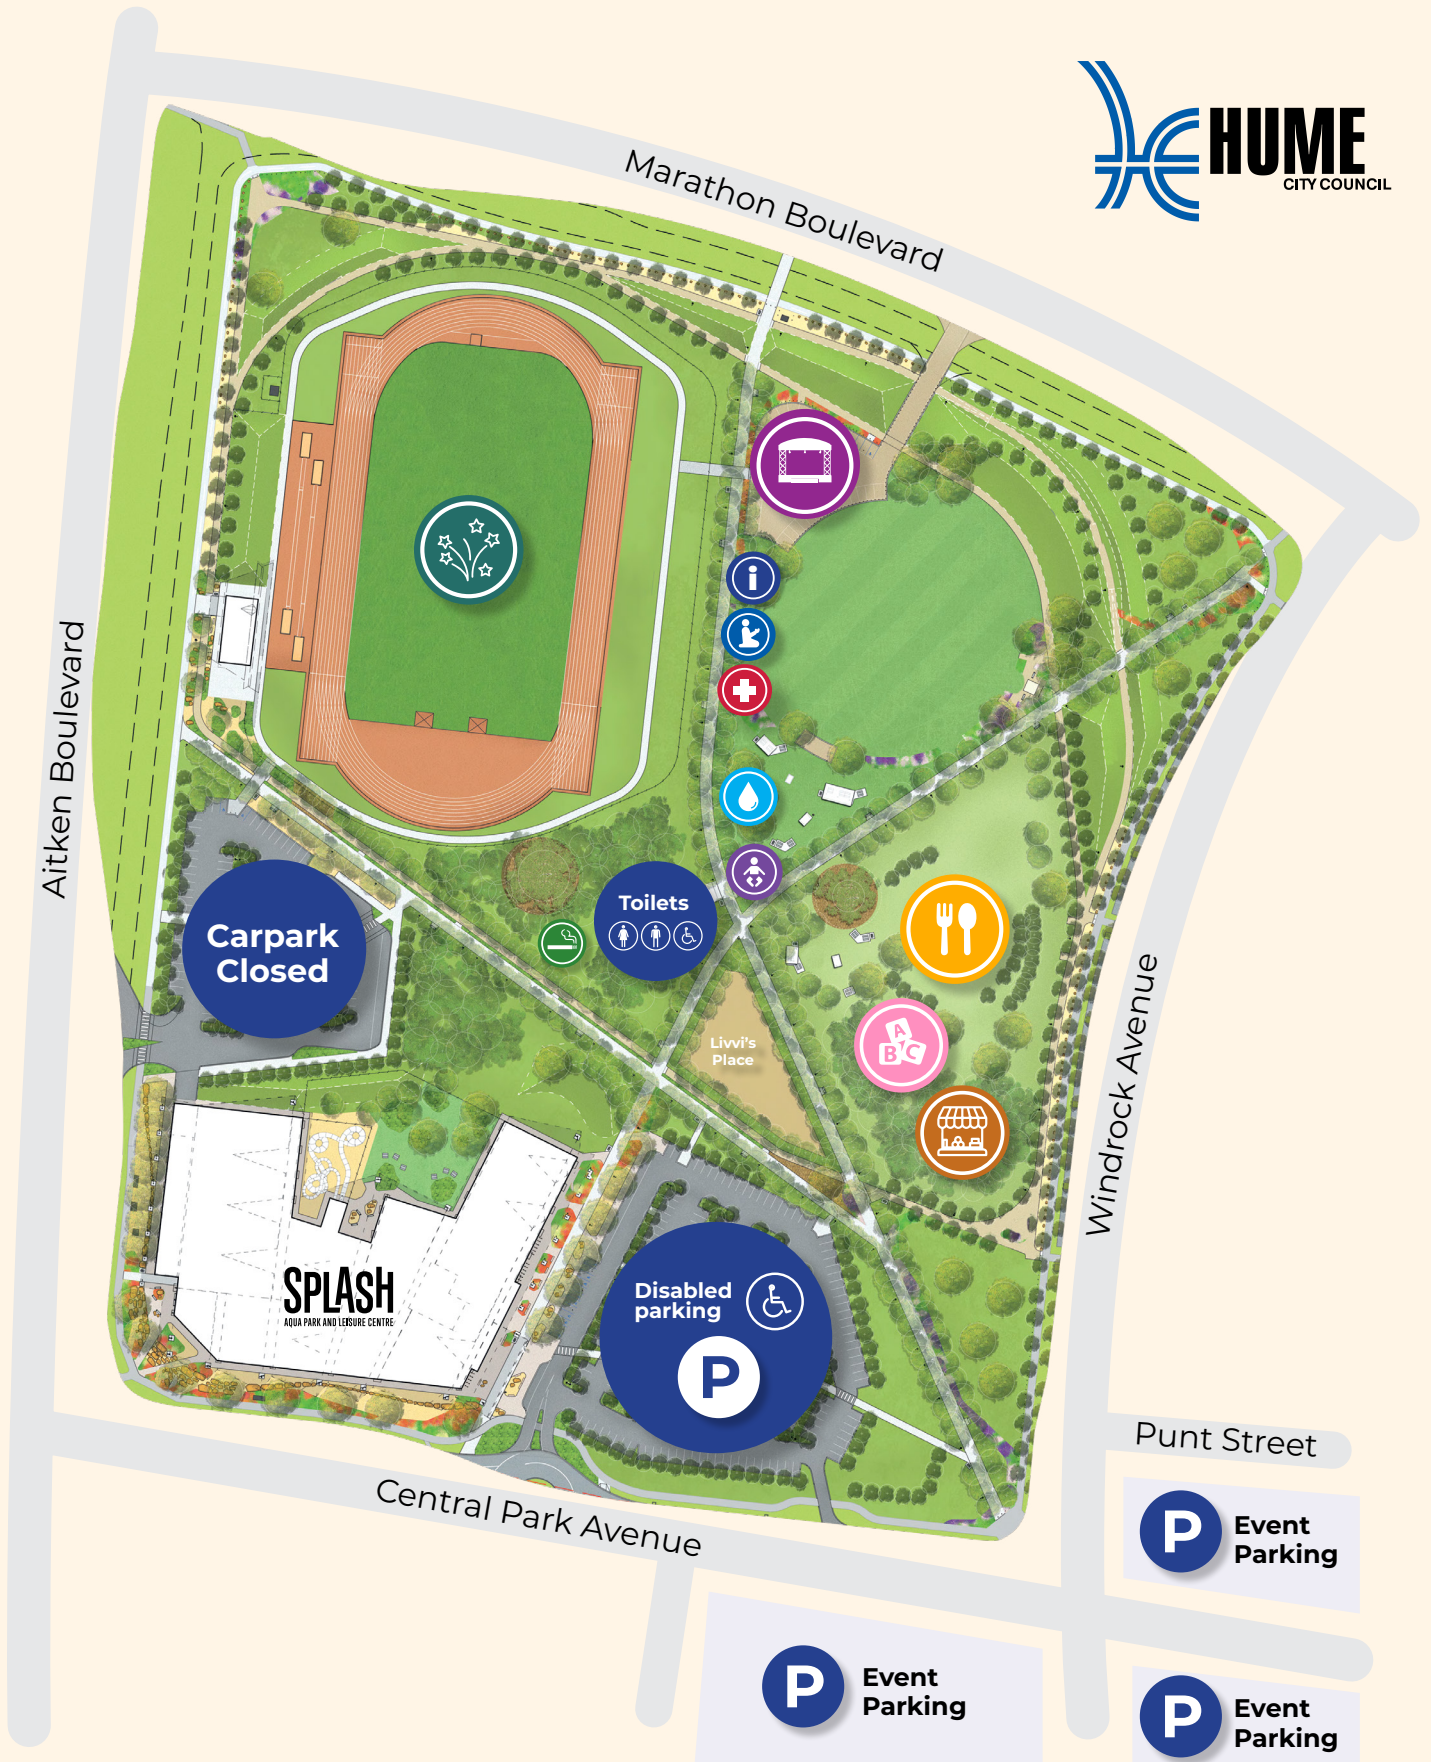 HUME
CITY COUNCIL
Marathon Boulevard
Aitken Boulevard
i
Toilets
Carpark
Closed
Livvi's
Place
A
B C
Windrock Avenue
SPLASH
AQUA PARK AND LEISURE CENTRE
Disabled
parking
P
Central Park Avenue
Punt Street
P
Event
Parking
P
Event
Parking
P
Event
Parking